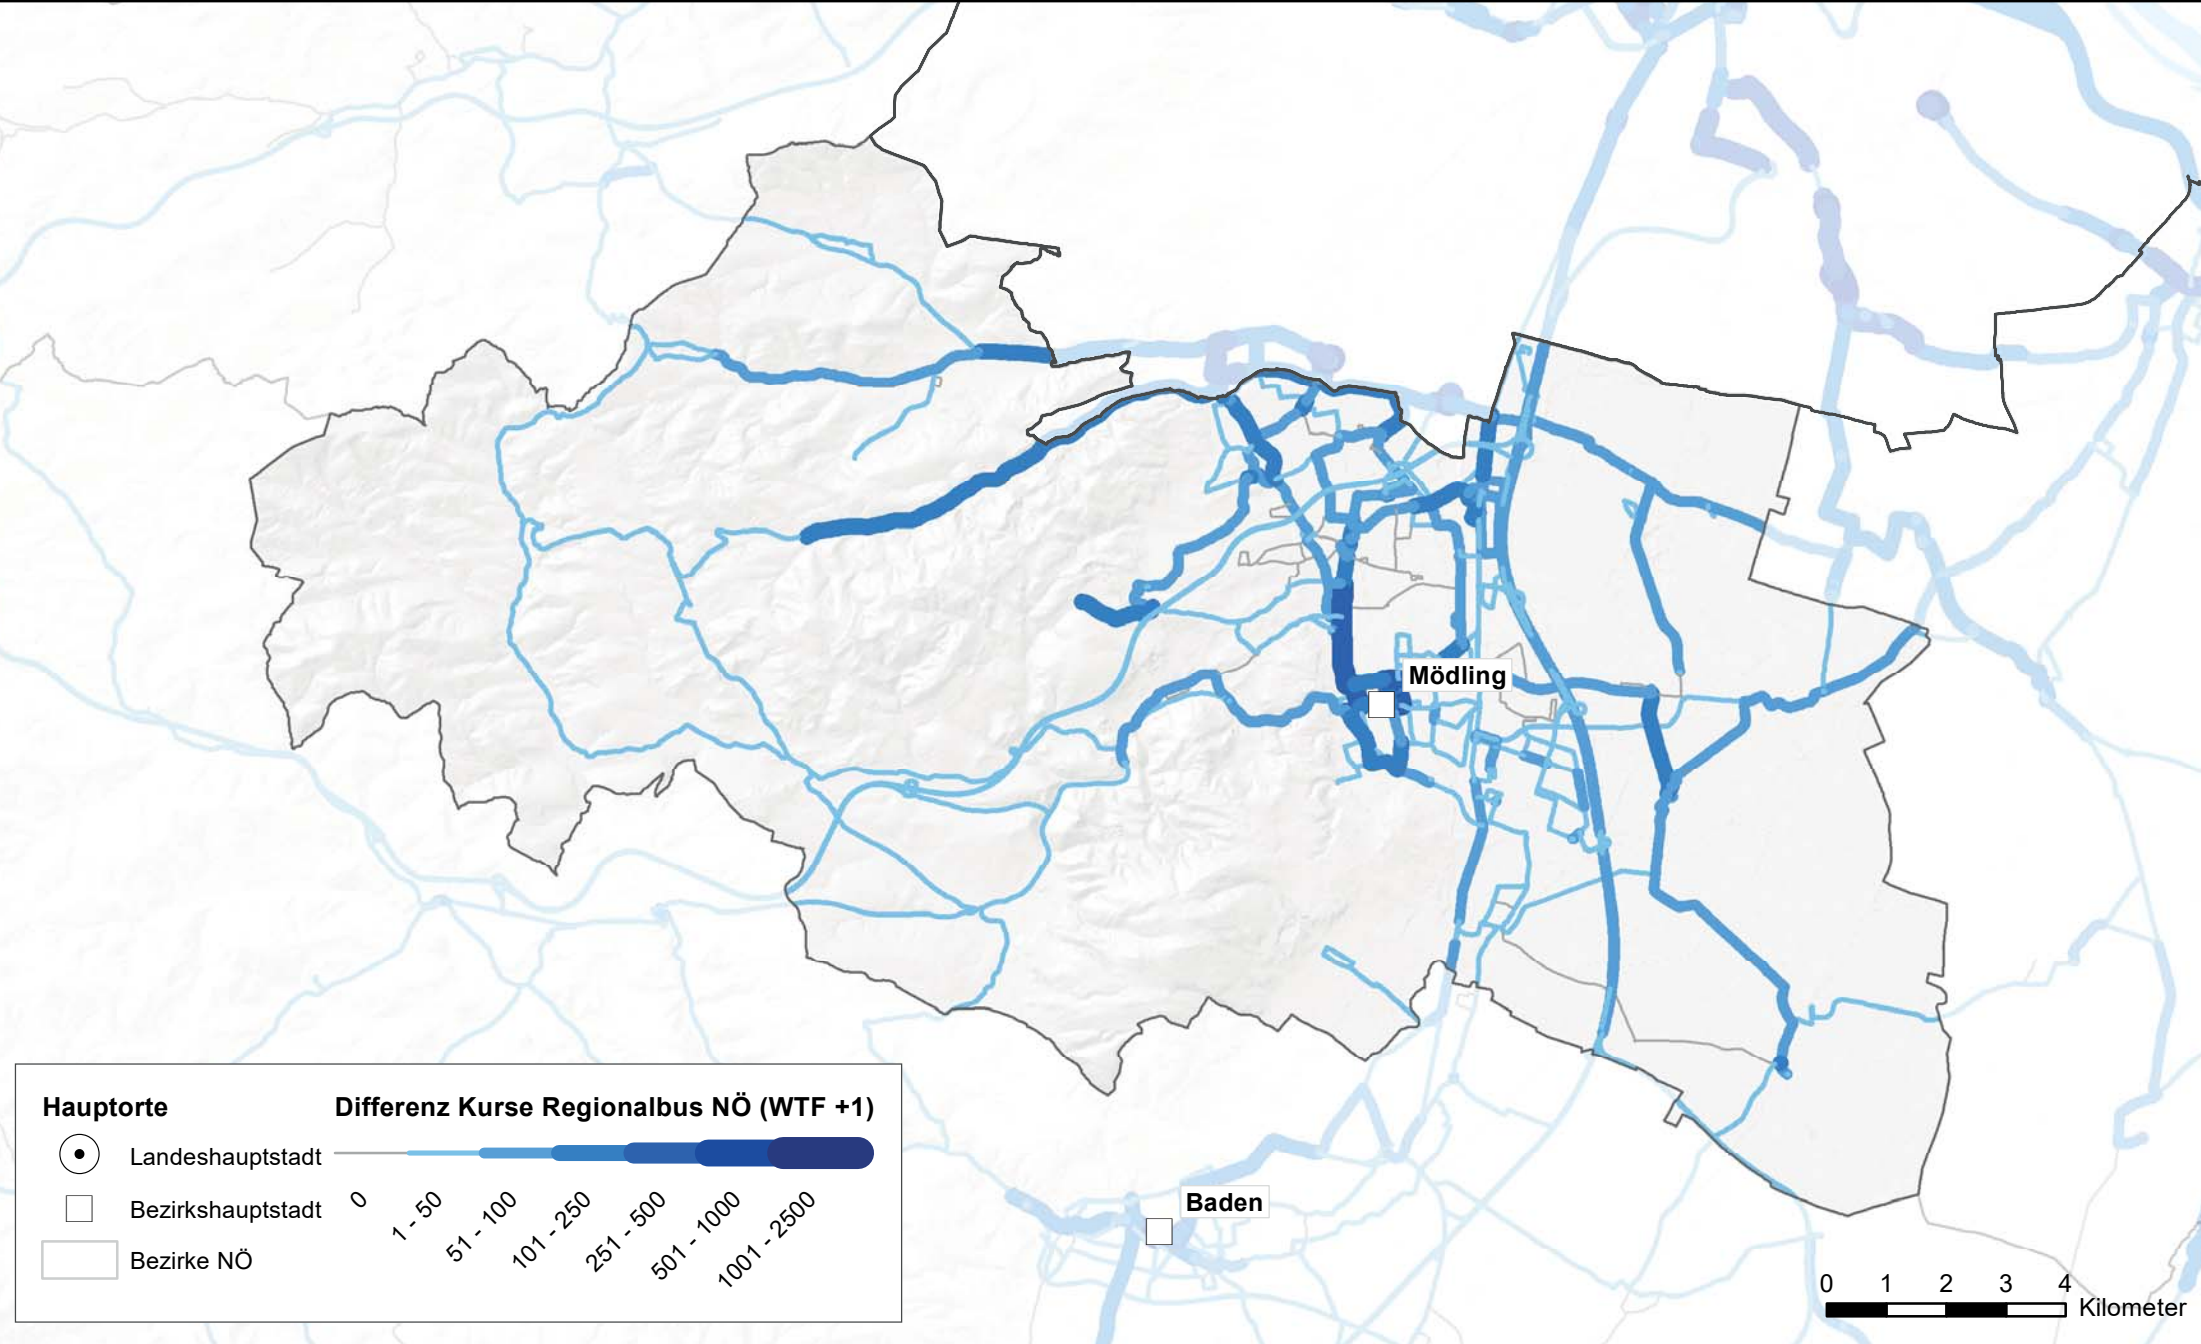 Mödling
Hauptorte
Landeshauptstadt
Bezirkshauptstadt
Bezirke NÖ
Differenz Kurse Regionalbus NÖ (WTF +1)
0
1 - 50
51 - 100
101 - 250
251 - 500
501 - 1000
1001 - 2500
Baden
0 1 2 3 4
Kilometer